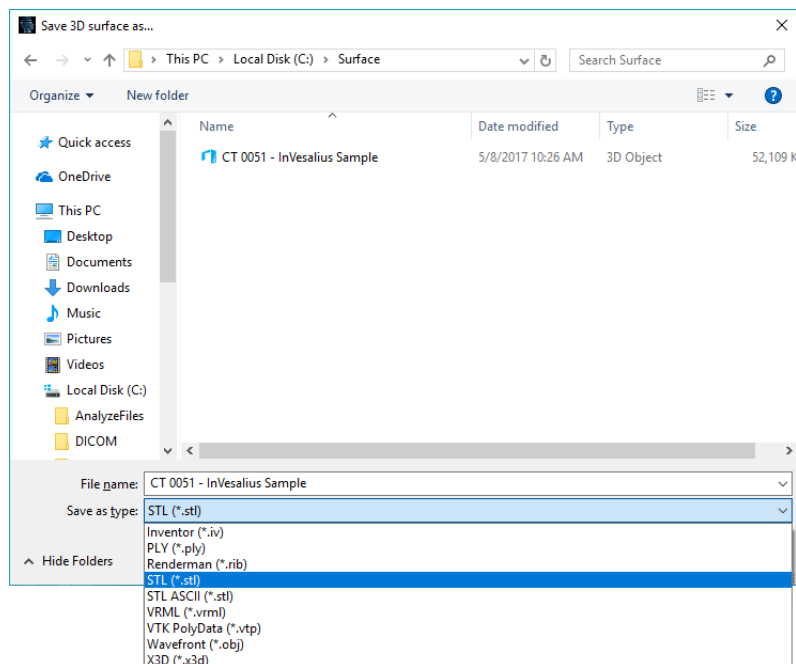 Save 3D surface as...
This PC > Local Disk (C:) > Surface
Search Surface
Organize
New folder
Name
Date modified
Type
Size
CT 0051 - InVesalius Sample
5/8/2017 10:26 AM
3D Object
52,109 K
Quick access
OneDrive
This PC
Desktop
Documents
Downloads
Music
Pictures
Videos
Local Disk (C:)
AnalyzeFiles
DICOM
File name: CT 0051 - InVesalius Sample
Save as type: STL (*.stl)
Inventor (*.iv)
PLY (*.ply)
Renderman (*.rib)
STL (*.stl)
STL ASCII (*.stl)
VRML (*.vrml)
VTK PolyData (*.vtp)
Wavefront (*.obj)
X3D (*.x3d)
Hide Folders